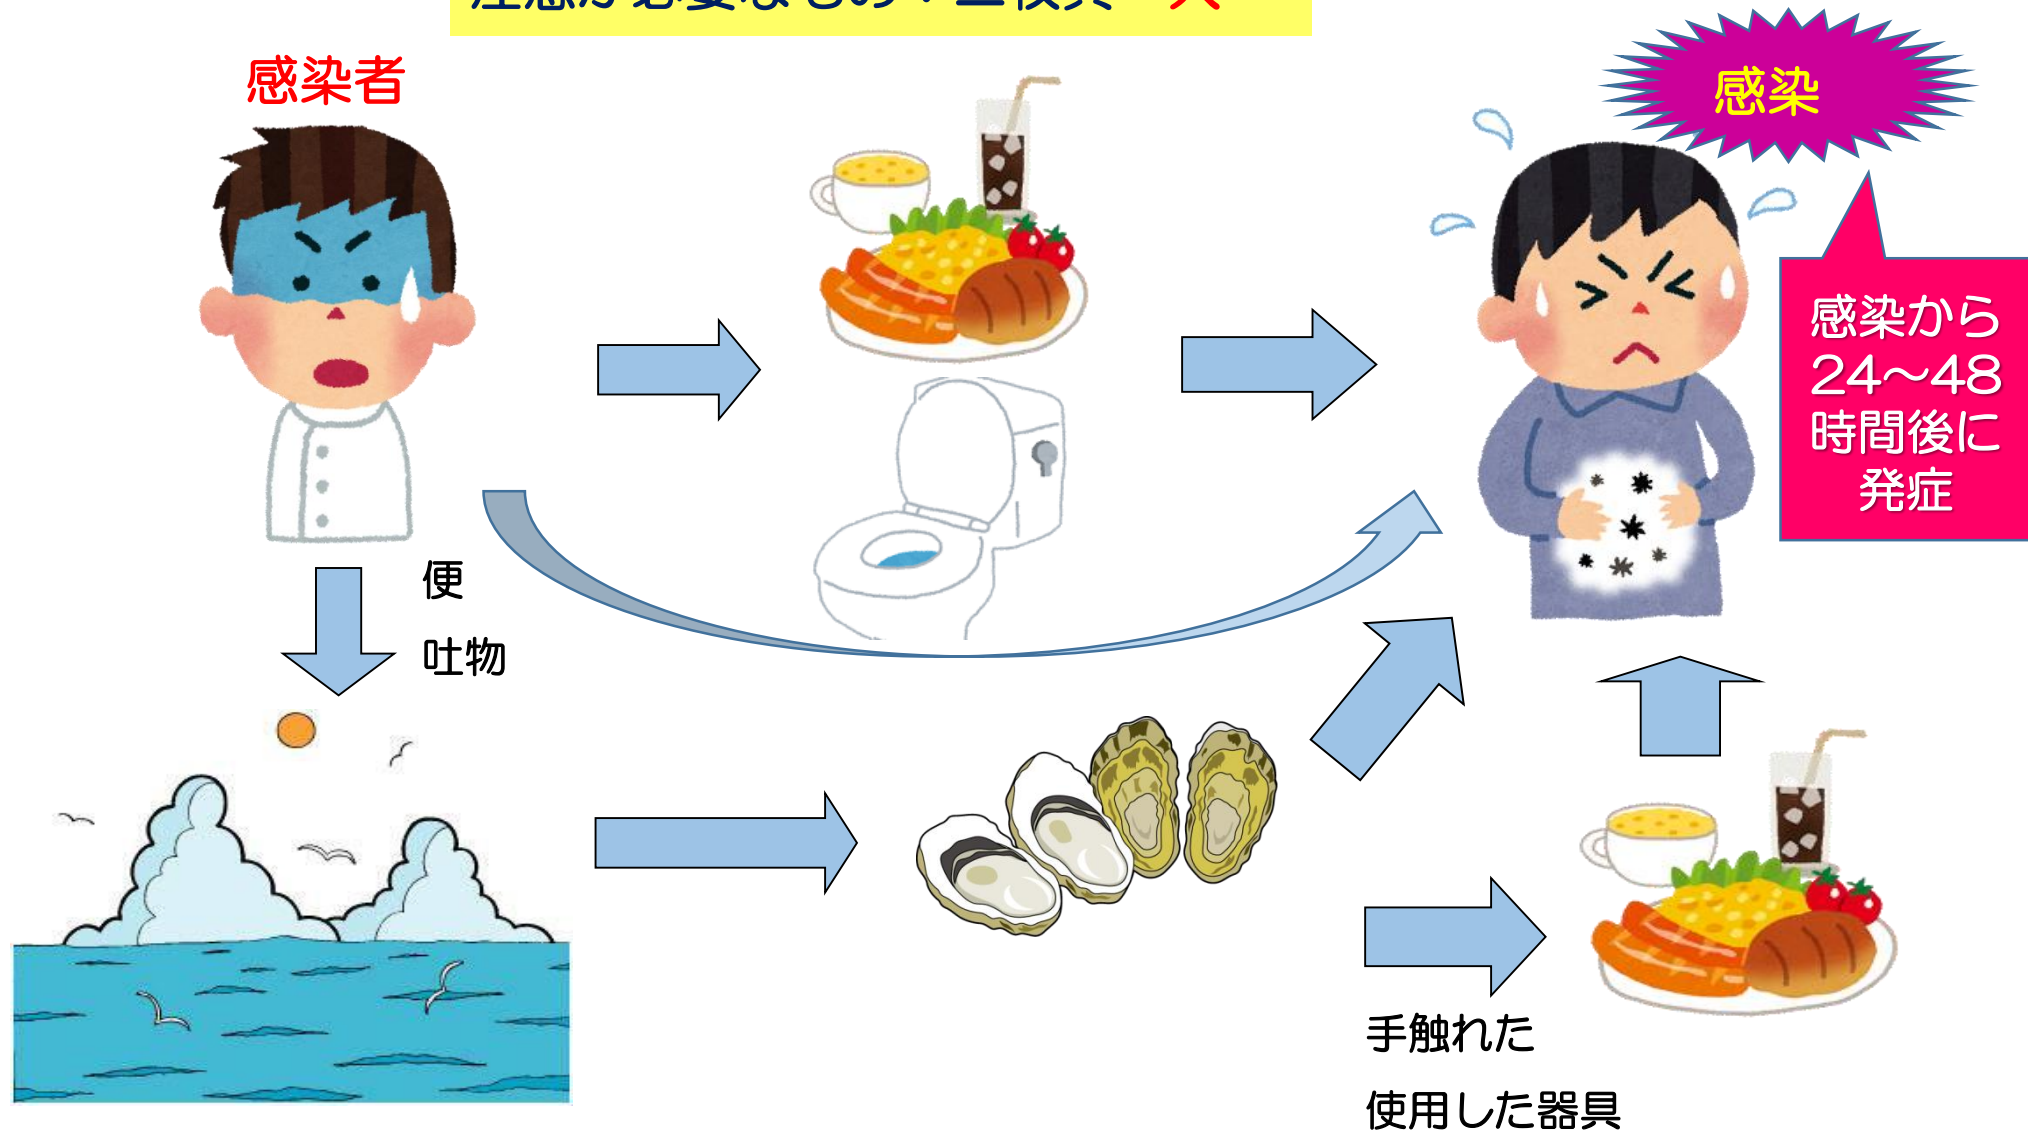 感染者
感染
感染から
24~48
時間後に
発症
便
吐物
手触れた
使用した器具